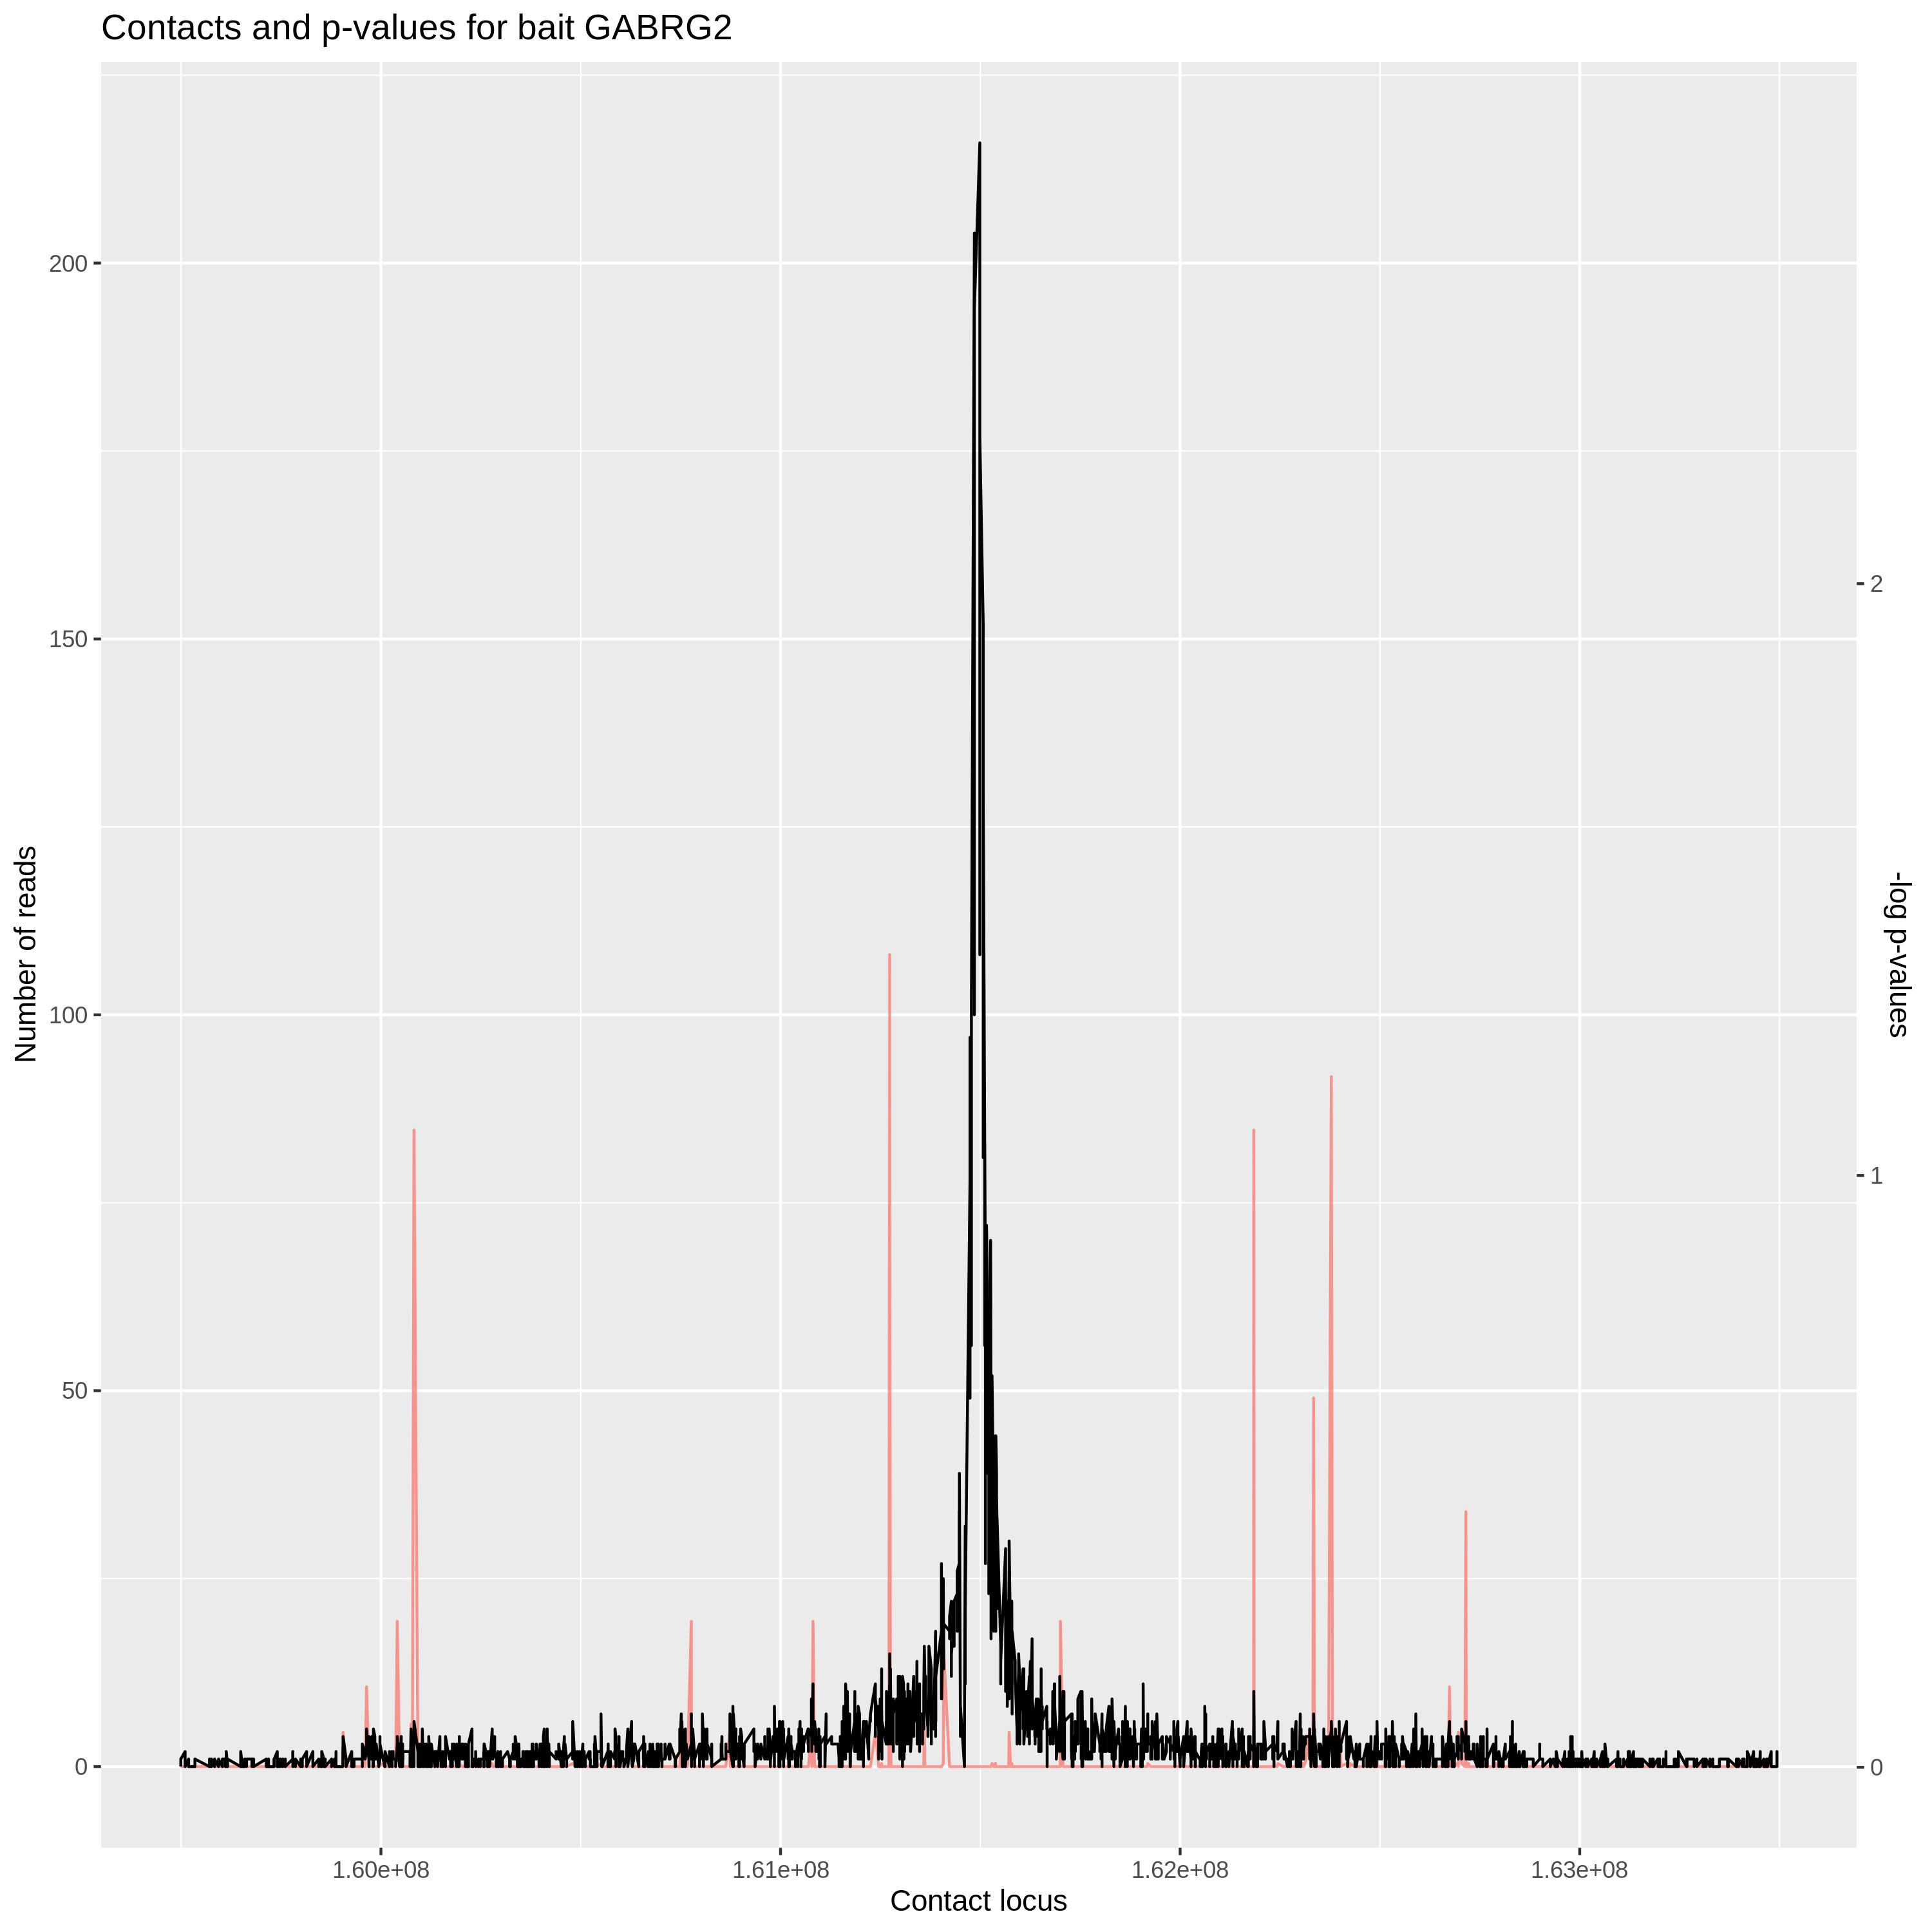 Contacts and p-values for bait GABRG2
Number of reads
200
150
100
50
0
-log p-values
2
1
0
1.60e+08
1.61e+08
1.62e+08
1.63e+08
Contact locus